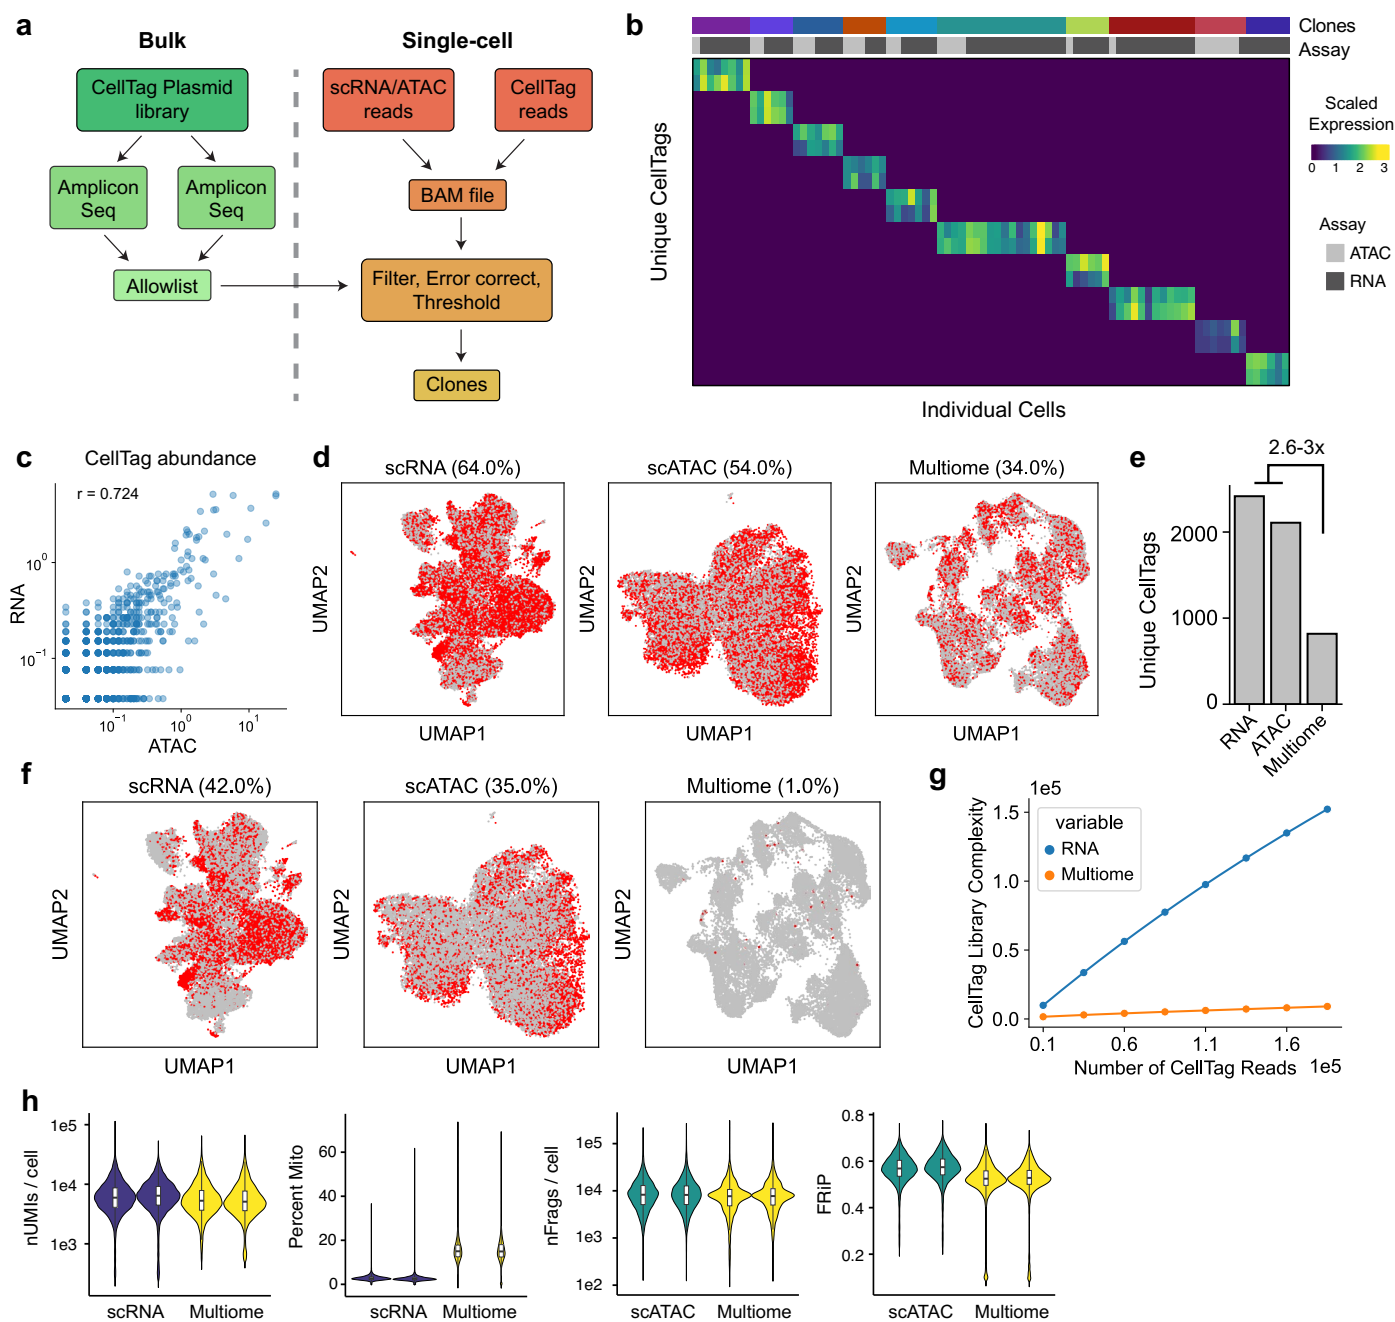 a
Bulk
Single-cell
CellTag Plasmid
library
scRNA/ATAC
reads
CellTag
reads
Amplicon
Seq
Amplicon
Seq
BAM file
Allowlist
Filter, Error correct,
Threshold
Clones
b
Clones
Assay
Unique CellTags
Individual Cells
Scaled
Expression
0 1 2 3
Assay
ATAC
RNA
c
CellTag abundance
r = 0.724
RNA
10⁰
10⁻¹
10⁻¹ 10⁰ 10¹
ATAC
d
scRNA (64.0%)
UMAP2
UMAP1
scATAC (54.0%)
UMAP2
UMAP1
Multiome (34.0%)
UMAP2
UMAP1
e
2.6-3x
Unique CellTags
2000
1000
0
RNA
ATAC
Multiome
f
scRNA (42.0%)
UMAP2
UMAP1
scATAC (35.0%)
UMAP2
UMAP1
Multiome (1.0%)
UMAP2
UMAP1
g
1e5
CellTag Library Complexity
1.5
1.0
0.5
0.0
variable
RNA
Multiome
0.1 0.6 1.1 1.6
Number of CellTag Reads 1e5
h
nUMIs / cell
1e5
1e4
1e3
scRNA Multiome
Percent Mito
60
40
20
0
scRNA Multiome
nFrags / cell
1e5
1e4
1e3
1e2
scATAC Multiome
FRiP
0.8
0.6
0.4
0.2
scATAC Multiome